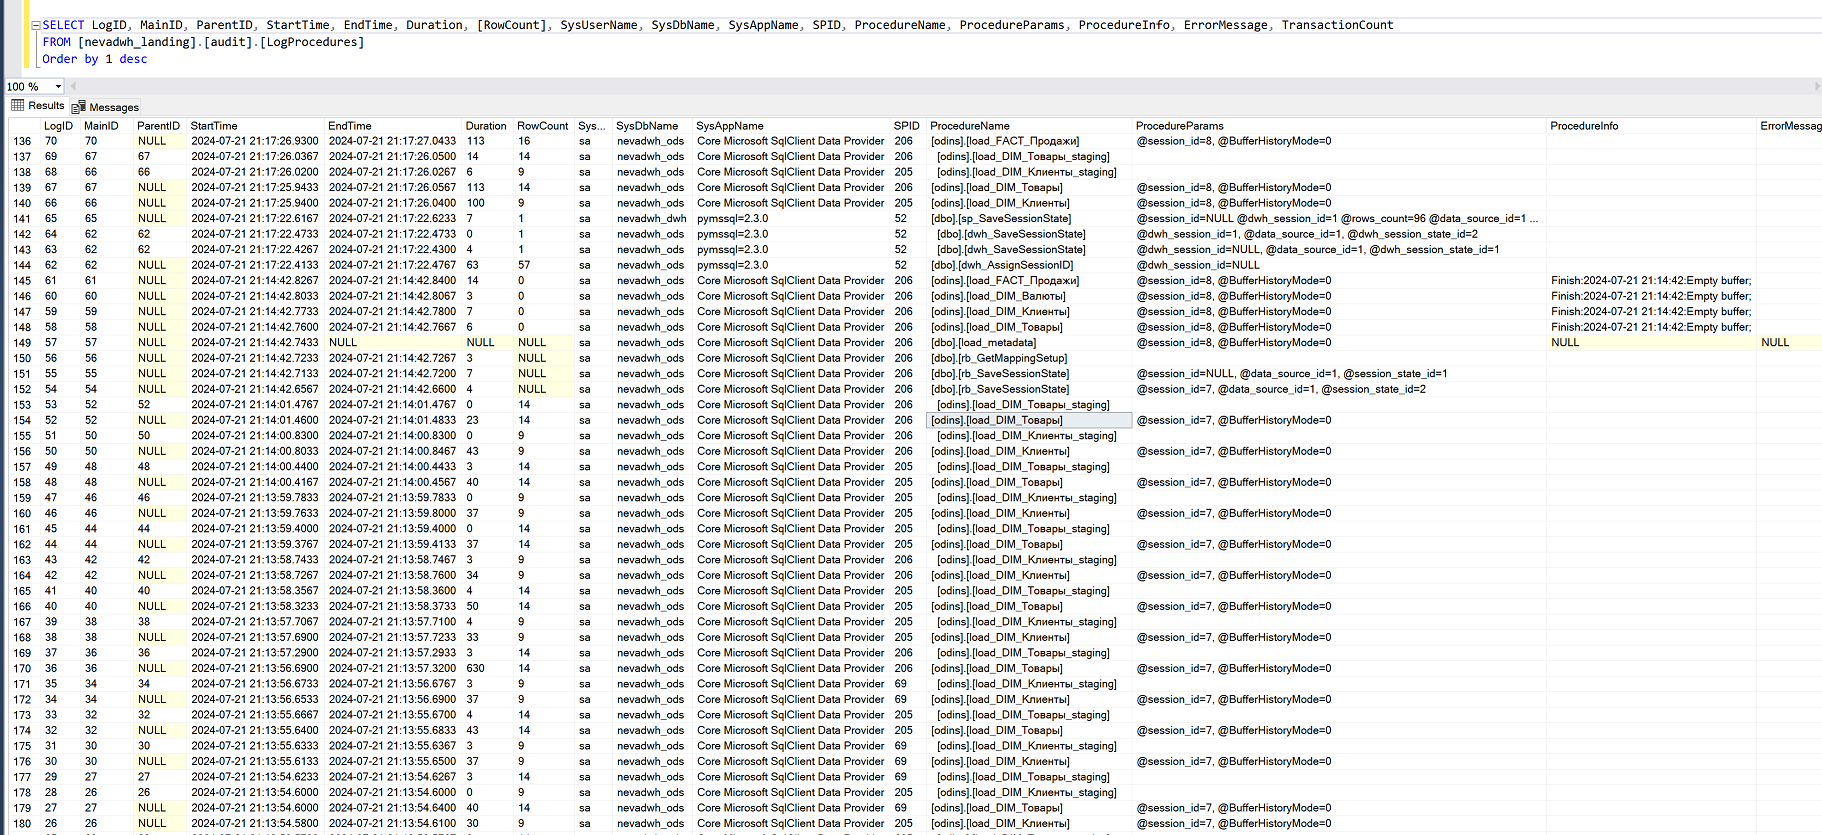 SELECT LogID, MainID, ParentID, StartTime, EndTime, Duration, [RowCount], SysUserName, SysDbName, SysAppName, SPID, ProcedureName, ProcedureParams, ProcedureInfo, ErrorMessage, TransactionCount
FROM [nevadwh_landing].[audit].[LogProcedures]
Order by 1 desc
100 %
Results Messages
LogID MainID ParentID StartTime EndTime Duration RowCount Sys... SysDbName SysAppName SPID ProcedureName ProcedureParams ProcedureInfo ErrorMessag
136 70 70 NULL 2024-07-21 21:17:26.9300 2024-07-21 21:17:27.0433 113 16 sa nevadwh_ods Core Microsoft SqlClient Data Provider 206 [odins].[load_FACT_Продажи] @session_id=8, @BufferHistoryMode=0
137 69 67 67 2024-07-21 21:17:26.0367 2024-07-21 21:17:26.0500 14 14 sa nevadwh_ods Core Microsoft SqlClient Data Provider 206 [odins].[load_DIM_Товары_staging]
138 68 66 66 2024-07-21 21:17:26.0200 2024-07-21 21:17:26.0267 6 9 sa nevadwh_ods Core Microsoft SqlClient Data Provider 205 [odins].[load_DIM_Клиенты_staging]
139 67 67 NULL 2024-07-21 21:17:25.9433 2024-07-21 21:17:26.0567 113 14 sa nevadwh_ods Core Microsoft SqlClient Data Provider 206 [odins].[load_DIM_Товары] @session_id=8, @BufferHistoryMode=0
140 66 66 NULL 2024-07-21 21:17:25.9400 2024-07-21 21:17:26.0400 100 9 sa nevadwh_ods Core Microsoft SqlClient Data Provider 205 [odins].[load_DIM_Клиенты] @session_id=8, @BufferHistoryMode=0
141 65 65 NULL 2024-07-21 21:17:22.6167 2024-07-21 21:17:22.6233 7 1 sa nevadwh_dwh pymssql=2.3.0 52 [dbo].[sp_SaveSessionState] @session_id=NULL @dwh_session_id=1 @rows_count=96 @data_source_id=1 ...
142 64 62 62 2024-07-21 21:17:22.4733 2024-07-21 21:17:22.4733 0 1 sa nevadwh_ods pymssql=2.3.0 52 [dbo].[dwh_SaveSessionState] @dwh_session_id=1, @data_source_id=1, @dwh_session_state_id=2
143 63 62 62 2024-07-21 21:17:22.4267 2024-07-21 21:17:22.4300 4 1 sa nevadwh_ods pymssql=2.3.0 52 [dbo].[dwh_SaveSessionState] @dwh_session_id=NULL, @data_source_id=1, @dwh_session_state_id=1
144 62 62 NULL 2024-07-21 21:17:22.4133 2024-07-21 21:17:22.4767 63 57 sa nevadwh_ods pymssql=2.3.0 52 [dbo].[dwh_AssignSessionID] @dwh_session_id=NULL
145 61 61 NULL 2024-07-21 21:14:42.8267 2024-07-21 21:14:42.8400 14 0 sa nevadwh_ods Core Microsoft SqlClient Data Provider 206 [odins].[load_FACT_Продажи] @session_id=8, @BufferHistoryMode=0 Finish:2024-07-21 21:14:42:Empty buffer;
146 60 60 NULL 2024-07-21 21:14:42.8033 2024-07-21 21:14:42.8067 3 0 sa nevadwh_ods Core Microsoft SqlClient Data Provider 206 [odins].[load_DIM_Валюты] @session_id=8, @BufferHistoryMode=0 Finish:2024-07-21 21:14:42:Empty buffer;
147 59 59 NULL 2024-07-21 21:14:42.7733 2024-07-21 21:14:42.7800 7 0 sa nevadwh_ods Core Microsoft SqlClient Data Provider 206 [odins].[load_DIM_Клиенты] @session_id=8, @BufferHistoryMode=0 Finish:2024-07-21 21:14:42:Empty buffer;
148 58 58 NULL 2024-07-21 21:14:42.7600 2024-07-21 21:14:42.7667 6 0 sa nevadwh_ods Core Microsoft SqlClient Data Provider 206 [odins].[load_DIM_Товары] @session_id=8, @BufferHistoryMode=0 Finish:2024-07-21 21:14:42:Empty buffer;
149 57 57 NULL 2024-07-21 21:14:42.7433 NULL NULL NULL sa nevadwh_ods Core Microsoft SqlClient Data Provider 206 [dbo].[load_metadata] @session_id=8, @BufferHistoryMode=0 NULL NULL
150 56 56 NULL 2024-07-21 21:14:42.7233 2024-07-21 21:14:42.7267 3 NULL sa nevadwh_ods Core Microsoft SqlClient Data Provider 206 [dbo].[rb_GetMappingSetup]
151 55 55 NULL 2024-07-21 21:14:42.7133 2024-07-21 21:14:42.7200 7 NULL sa nevadwh_ods Core Microsoft SqlClient Data Provider 206 [dbo].[rb_SaveSessionState] @session_id=NULL, @data_source_id=1, @session_state_id=1
152 54 54 NULL 2024-07-21 21:14:42.6567 2024-07-21 21:14:42.6600 4 NULL sa nevadwh_ods Core Microsoft SqlClient Data Provider 206 [dbo].[rb_SaveSessionState] @session_id=7, @data_source_id=1, @session_state_id=2
153 53 52 52 2024-07-21 21:14:01.4767 2024-07-21 21:14:01.4767 0 14 sa nevadwh_ods Core Microsoft SqlClient Data Provider 206 [odins].[load_DIM_Товары_staging]
154 52 52 NULL 2024-07-21 21:14:01.4600 2024-07-21 21:14:01.4833 23 14 sa nevadwh_ods Core Microsoft SqlClient Data Provider 206 [odins].[load_DIM_Товары] @session_id=7, @BufferHistoryMode=0
155 51 50 50 2024-07-21 21:14:00.8300 2024-07-21 21:14:00.8300 0 9 sa nevadwh_ods Core Microsoft SqlClient Data Provider 206 [odins].[load_DIM_Клиенты_staging]
156 50 50 NULL 2024-07-21 21:14:00.8033 2024-07-21 21:14:00.8467 43 9 sa nevadwh_ods Core Microsoft SqlClient Data Provider 206 [odins].[load_DIM_Клиенты] @session_id=7, @BufferHistoryMode=0
157 49 48 48 2024-07-21 21:14:00.4400 2024-07-21 21:14:00.4433 3 14 sa nevadwh_ods Core Microsoft SqlClient Data Provider 205 [odins].[load_DIM_Товары_staging]
158 48 48 NULL 2024-07-21 21:14:00.4167 2024-07-21 21:14:00.4567 40 14 sa nevadwh_ods Core Microsoft SqlClient Data Provider 205 [odins].[load_DIM_Товары] @session_id=7, @BufferHistoryMode=0
159 47 46 46 2024-07-21 21:13:59.7833 2024-07-21 21:13:59.7833 0 9 sa nevadwh_ods Core Microsoft SqlClient Data Provider 205 [odins].[load_DIM_Клиенты_staging]
160 46 46 NULL 2024-07-21 21:13:59.7633 2024-07-21 21:13:59.8000 37 9 sa nevadwh_ods Core Microsoft SqlClient Data Provider 205 [odins].[load_DIM_Клиенты] @session_id=7, @BufferHistoryMode=0
161 45 44 44 2024-07-21 21:13:59.4000 2024-07-21 21:13:59.4000 0 14 sa nevadwh_ods Core Microsoft SqlClient Data Provider 205 [odins].[load_DIM_Товары_staging]
162 44 44 NULL 2024-07-21 21:13:59.3767 2024-07-21 21:13:59.4133 37 14 sa nevadwh_ods Core Microsoft SqlClient Data Provider 205 [odins].[load_DIM_Товары] @session_id=7, @BufferHistoryMode=0
163 43 42 42 2024-07-21 21:13:58.7433 2024-07-21 21:13:58.7467 3 9 sa nevadwh_ods Core Microsoft SqlClient Data Provider 206 [odins].[load_DIM_Клиенты_staging]
164 42 42 NULL 2024-07-21 21:13:58.7267 2024-07-21 21:13:58.7600 34 9 sa nevadwh_ods Core Microsoft SqlClient Data Provider 206 [odins].[load_DIM_Клиенты] @session_id=7, @BufferHistoryMode=0
165 41 40 40 2024-07-21 21:13:58.3567 2024-07-21 21:13:58.3600 4 14 sa nevadwh_ods Core Microsoft SqlClient Data Provider 205 [odins].[load_DIM_Товары_staging]
166 40 40 NULL 2024-07-21 21:13:58.3233 2024-07-21 21:13:58.3733 50 14 sa nevadwh_ods Core Microsoft SqlClient Data Provider 205 [odins].[load_DIM_Товары] @session_id=7, @BufferHistoryMode=0
167 39 38 38 2024-07-21 21:13:57.7067 2024-07-21 21:13:57.7100 4 9 sa nevadwh_ods Core Microsoft SqlClient Data Provider 205 [odins].[load_DIM_Клиенты_staging]
168 38 38 NULL 2024-07-21 21:13:57.6900 2024-07-21 21:13:57.7233 33 9 sa nevadwh_ods Core Microsoft SqlClient Data Provider 205 [odins].[load_DIM_Клиенты] @session_id=7, @BufferHistoryMode=0
169 37 36 36 2024-07-21 21:13:57.2900 2024-07-21 21:13:57.2933 3 14 sa nevadwh_ods Core Microsoft SqlClient Data Provider 206 [odins].[load_DIM_Товары_staging]
170 36 36 NULL 2024-07-21 21:13:56.6900 2024-07-21 21:13:57.3200 630 14 sa nevadwh_ods Core Microsoft SqlClient Data Provider 206 [odins].[load_DIM_Товары] @session_id=7, @BufferHistoryMode=0
171 35 34 34 2024-07-21 21:13:56.6733 2024-07-21 21:13:56.6767 3 9 sa nevadwh_ods Core Microsoft SqlClient Data Provider 69 [odins].[load_DIM_Клиенты_staging]
172 34 34 NULL 2024-07-21 21:13:56.6533 2024-07-21 21:13:56.6900 37 9 sa nevadwh_ods Core Microsoft SqlClient Data Provider 69 [odins].[load_DIM_Клиенты] @session_id=7, @BufferHistoryMode=0
173 33 32 32 2024-07-21 21:13:55.6667 2024-07-21 21:13:55.6700 4 14 sa nevadwh_ods Core Microsoft SqlClient Data Provider 205 [odins].[load_DIM_Товары_staging]
174 32 32 NULL 2024-07-21 21:13:55.6400 2024-07-21 21:13:55.6833 43 14 sa nevadwh_ods Core Microsoft SqlClient Data Provider 205 [odins].[load_DIM_Товары] @session_id=7, @BufferHistoryMode=0
175 31 30 30 2024-07-21 21:13:55.6333 2024-07-21 21:13:55.6367 3 9 sa nevadwh_ods Core Microsoft SqlClient Data Provider 69 [odins].[load_DIM_Клиенты_staging]
176 30 30 NULL 2024-07-21 21:13:55.6133 2024-07-21 21:13:55.6500 37 9 sa nevadwh_ods Core Microsoft SqlClient Data Provider 69 [odins].[load_DIM_Клиенты] @session_id=7, @BufferHistoryMode=0
177 29 27 27 2024-07-21 21:13:54.6233 2024-07-21 21:13:54.6267 3 14 sa nevadwh_ods Core Microsoft SqlClient Data Provider 69 [odins].[load_DIM_Товары_staging]
178 28 26 26 2024-07-21 21:13:54.6000 2024-07-21 21:13:54.6000 0 9 sa nevadwh_ods Core Microsoft SqlClient Data Provider 205 [odins].[load_DIM_Клиенты_staging]
179 27 27 NULL 2024-07-21 21:13:54.6000 2024-07-21 21:13:54.6400 40 14 sa nevadwh_ods Core Microsoft SqlClient Data Provider 69 [odins].[load_DIM_Товары] @session_id=7, @BufferHistoryMode=0
180 26 26 NULL 2024-07-21 21:13:54.5800 2024-07-21 21:13:54.6100 30 9 sa nevadwh_ods Core Microsoft SqlClient Data Provider 205 [odins].[load_DIM_Клиенты] @session_id=7, @BufferHistoryMode=0